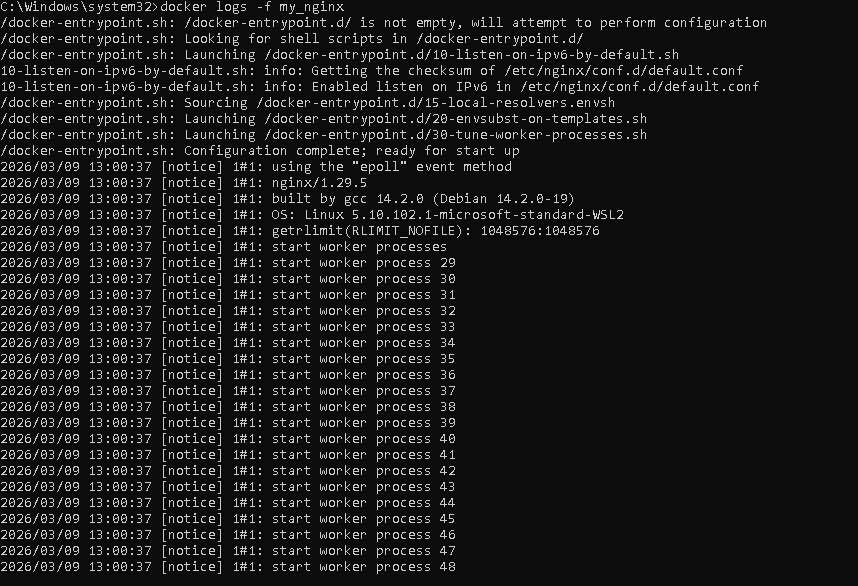 C:\Windows\system32>docker logs -f my_nginx
/docker-entrypoint.sh: /docker-entrypoint.d/ is not empty, will attempt to perform configuration
/docker-entrypoint.sh: Looking for shell scripts in /docker-entrypoint.d/
/docker-entrypoint.sh: Launching /docker-entrypoint.d/10-listen-on-ipv6-by-default.sh
10-listen-on-ipv6-by-default.sh: info: Getting the checksum of /etc/nginx/conf.d/default.conf
10-listen-on-ipv6-by-default.sh: info: Enabled listen on IPv6 in /etc/nginx/conf.d/default.conf
/docker-entrypoint.sh: Sourcing /docker-entrypoint.d/15-local-resolvers.envsh
/docker-entrypoint.sh: Launching /docker-entrypoint.d/20-envsubst-on-templates.sh
/docker-entrypoint.sh: Launching /docker-entrypoint.d/30-tune-worker-processes.sh
/docker-entrypoint.sh: Configuration complete; ready for start up
2026/03/09 13:00:37 [notice] 1#1: using the "epoll" event method
2026/03/09 13:00:37 [notice] 1#1: nginx/1.29.5
2026/03/09 13:00:37 [notice] 1#1: built by gcc 14.2.0 (Debian 14.2.0-19)
2026/03/09 13:00:37 [notice] 1#1: OS: Linux 5.10.102.1-microsoft-standard-WSL2
2026/03/09 13:00:37 [notice] 1#1: getrlimit(RLIMIT_NOFILE): 1048576:1048576
2026/03/09 13:00:37 [notice] 1#1: start worker processes
2026/03/09 13:00:37 [notice] 1#1: start worker process 29
2026/03/09 13:00:37 [notice] 1#1: start worker process 30
2026/03/09 13:00:37 [notice] 1#1: start worker process 31
2026/03/09 13:00:37 [notice] 1#1: start worker process 32
2026/03/09 13:00:37 [notice] 1#1: start worker process 33
2026/03/09 13:00:37 [notice] 1#1: start worker process 34
2026/03/09 13:00:37 [notice] 1#1: start worker process 35
2026/03/09 13:00:37 [notice] 1#1: start worker process 36
2026/03/09 13:00:37 [notice] 1#1: start worker process 37
2026/03/09 13:00:37 [notice] 1#1: start worker process 38
2026/03/09 13:00:37 [notice] 1#1: start worker process 39
2026/03/09 13:00:37 [notice] 1#1: start worker process 40
2026/03/09 13:00:37 [notice] 1#1: start worker process 41
2026/03/09 13:00:37 [notice] 1#1: start worker process 42
2026/03/09 13:00:37 [notice] 1#1: start worker process 43
2026/03/09 13:00:37 [notice] 1#1: start worker process 44
2026/03/09 13:00:37 [notice] 1#1: start worker process 45
2026/03/09 13:00:37 [notice] 1#1: start worker process 46
2026/03/09 13:00:37 [notice] 1#1: start worker process 47
2026/03/09 13:00:37 [notice] 1#1: start worker process 48